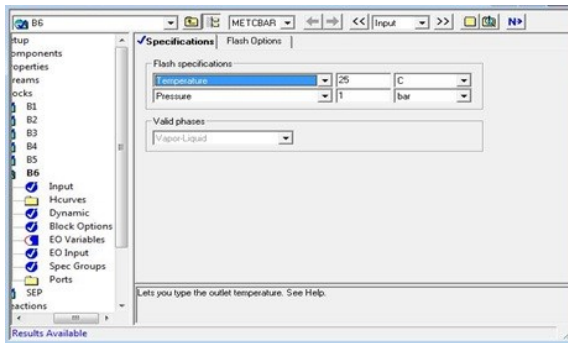 B6 METCBAR << Input >> N>
Specifications Flash Options
tup
omponents
operties
reams
ocks
B1
B2
B3
B4
B5
B6
Input
Hcurves
Dynamic
Block Options
EO Variables
EO Input
Spec Groups
Ports
SEP
eactions
Flash specifications
Temperature 25 C
Pressure 1 bar
Valid phases
Vapor-Liquid
Lets you type the outlet temperature. See Help.
Results Available